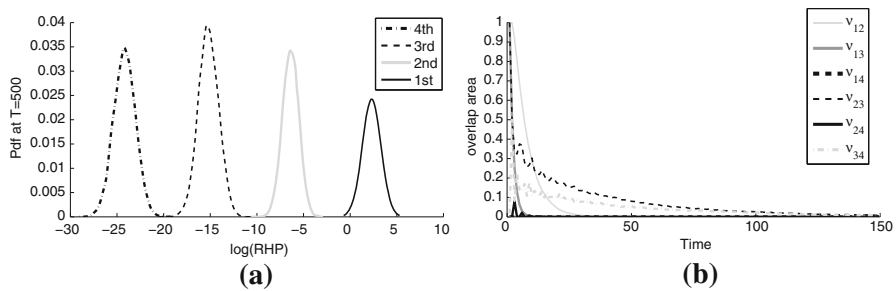 0.04
0.035
0.03
0.025
0.02
0.015
0.01
0.005
0
Pdf at T=500
−30 −25 −20 −15 −10 −5 0 5 10
log(RHP)
4th
3rd
2nd
1st
(a)
1
0.9
0.8
0.7
0.6
0.5
0.4
0.3
0.2
0.1
0
overlap area
0 50 100 150
Time
ν12
ν13
ν14
ν23
ν24
ν34
(b)